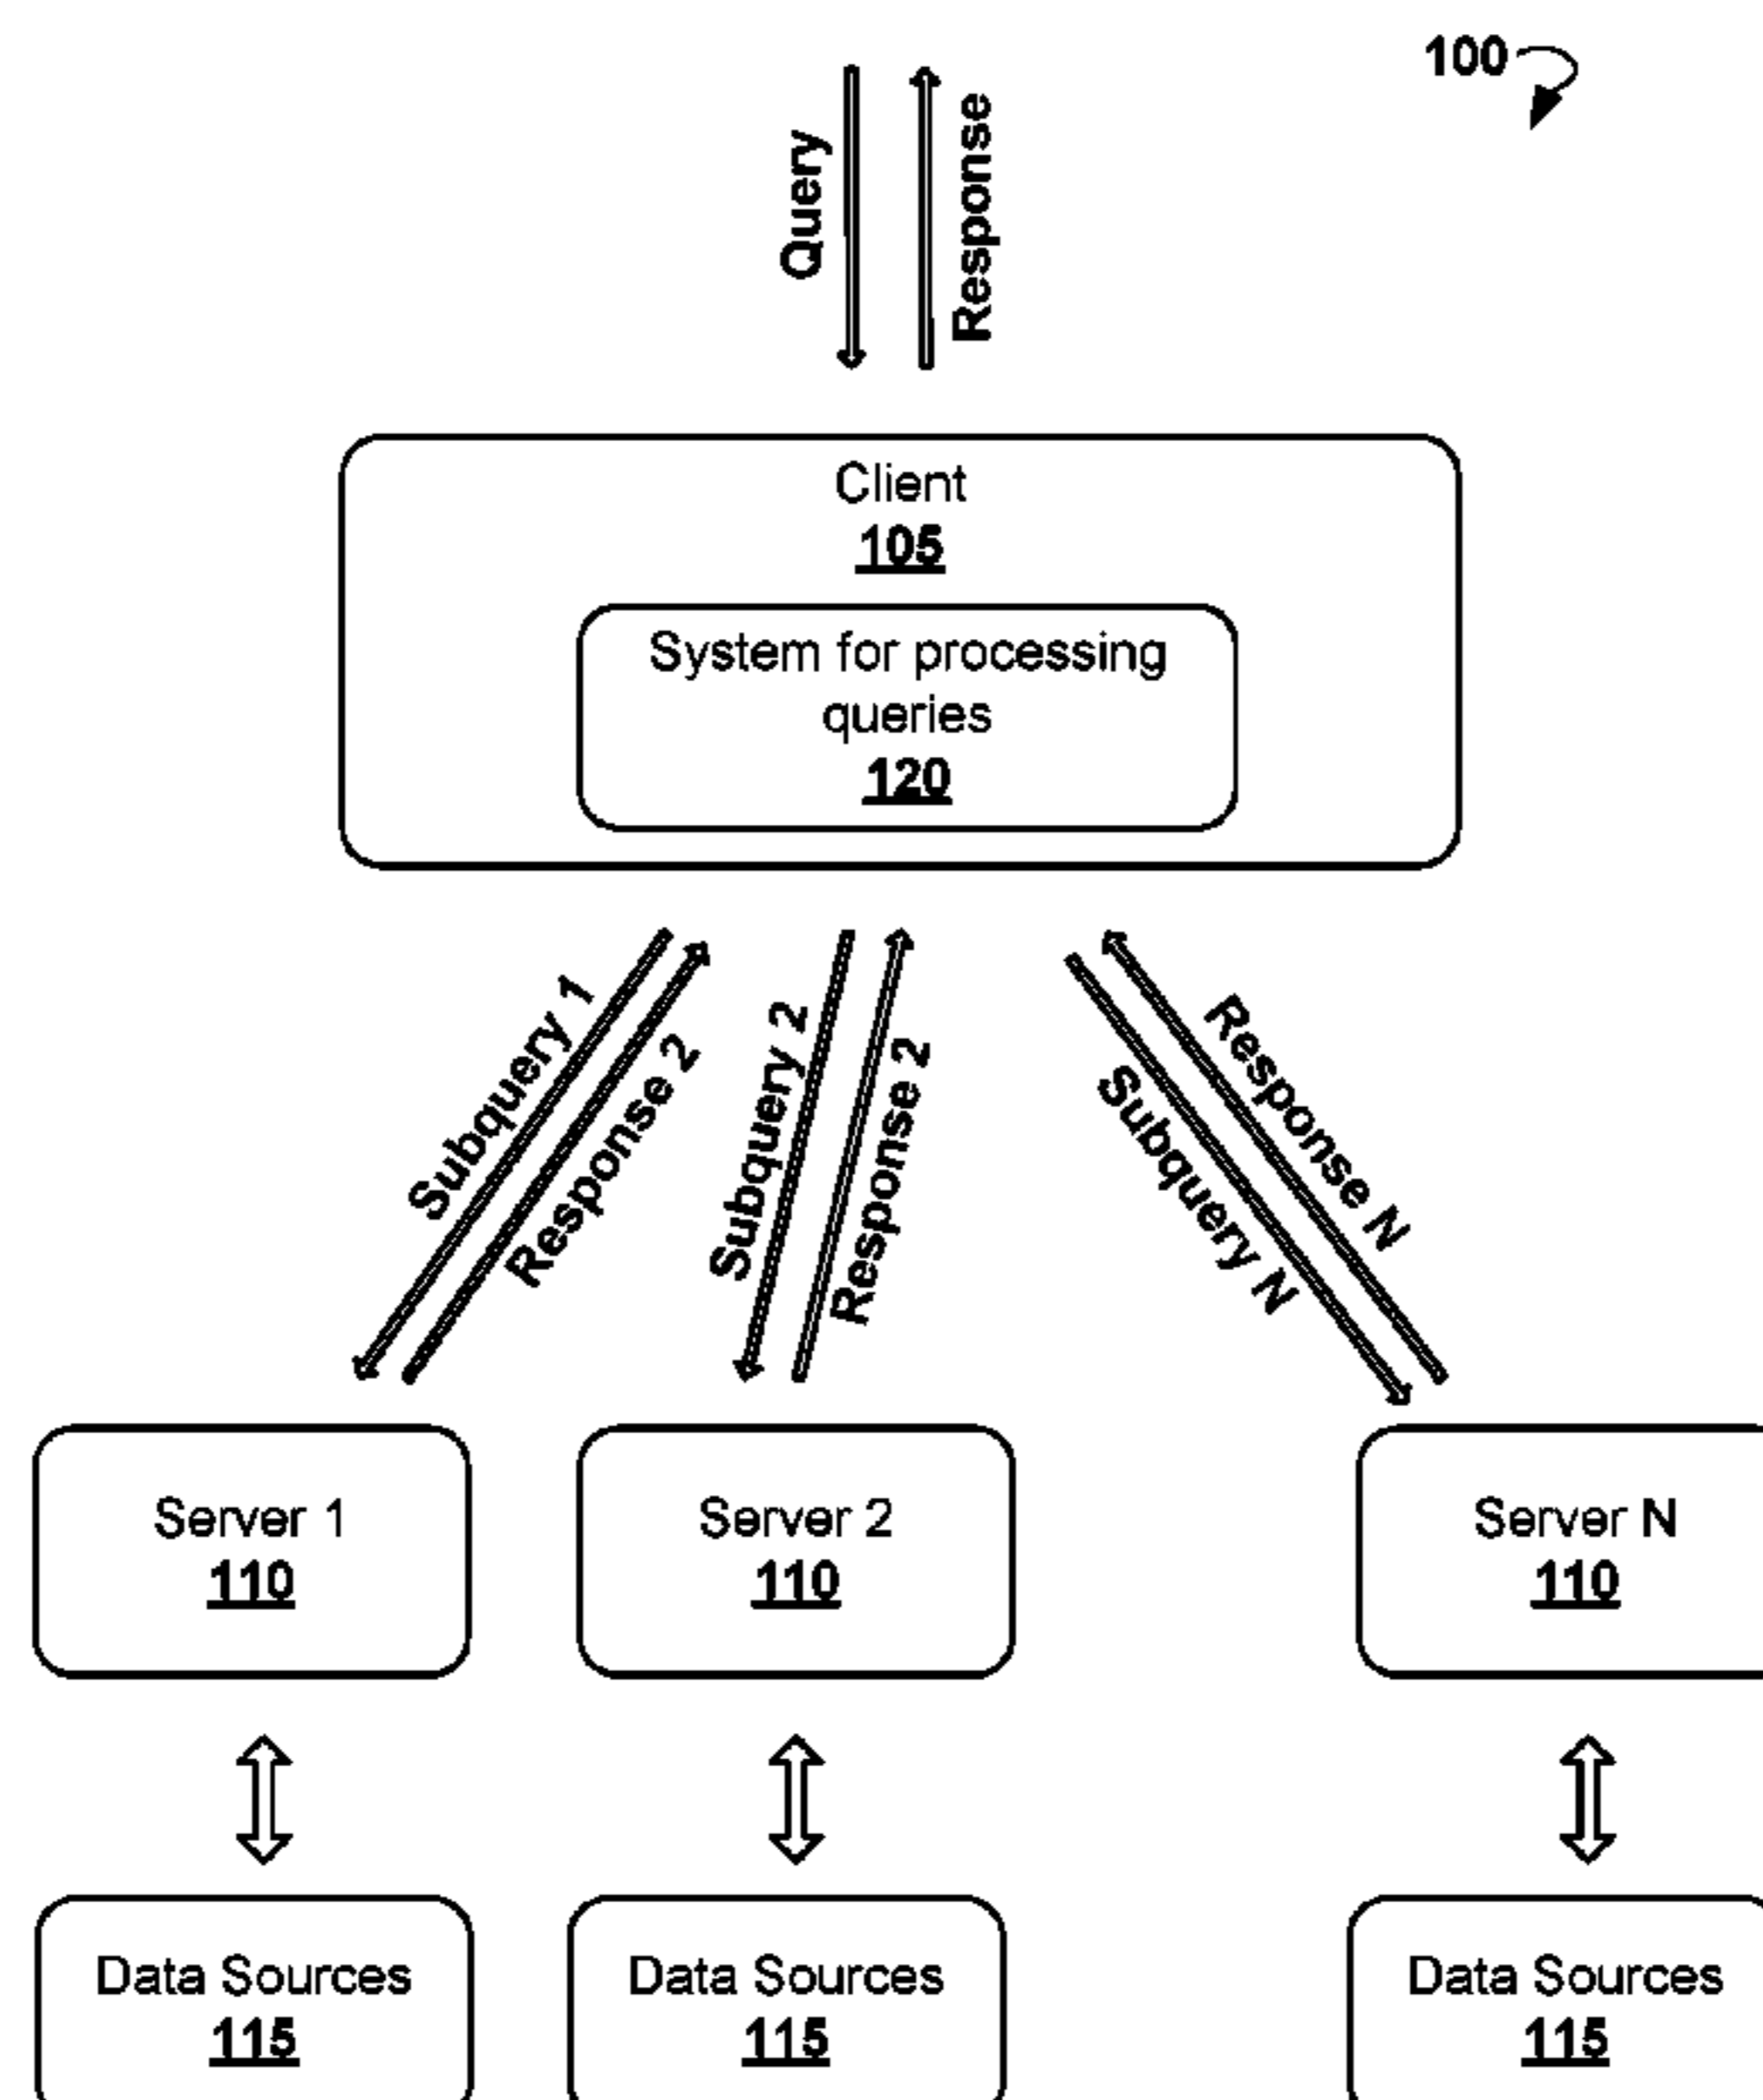 100
Query
Response
Client
105
System for processing
queries
120
Subquery 1
Response 2
Subquery 2
Response 2
Subquery N
Response N
Server 1
110
Server 2
110
Server N
110
Data Sources
115
Data Sources
115
Data Sources
115